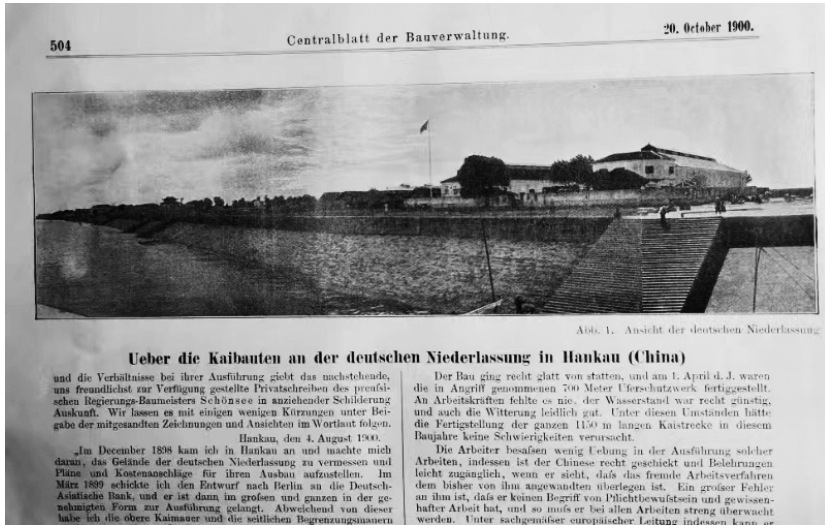 504
Centralblatt der Bauverwaltung.
20. October 1900.
Abb. 1. Ansicht der deutschen Niederlassung
Ueber die Kaibauten an der deutschen Niederlassung in Hankau (China)
und die Verhältnisse bei ihrer Ausführung giebt das nachstehende,
uns freundlichst zur Verfügung gestellte Privatschreiben des preußi-
schen Regierungs-Baumeisters Schönsee in anziehender Schilderung
Auskunft. Wir lassen es mit einigen wenigen Kürzungen unter Bei-
gabe der mitgesandten Zeichnungen und Ansichten im Wortlaut folgen.
Hankau, den 4. August 1900.
„Im December 1898 kam ich in Hankau an und machte mich
daran, das Gelände der deutschen Niederlassung zu vermessen und
Pläne und Kostenanschläge für ihren Ausbau aufzustellen. Im
März 1899 schickte ich den Entwurf nach Berlin an die Deutsch-
Asiatische Bank, und er ist dann im großen und ganzen in der ge-
nehmigten Form zur Ausführung gelangt. Abweichend von dieser
habe ich die obere Kaimauer und die seitlichen Begrenzungsmauern
Der Bau ging recht glatt von statten, und am 1. April d. J. waren
die in Angriff genommenen 700 Meter Uferschutzwerk fertiggestellt.
An Arbeitskräften fehlte es nie, der Wasserstand war recht günstig,
und auch die Witterung leidlich gut. Unter diesen Umständen hätte
die Fertigstellung der ganzen 1150 m langen Kaistrecke in diesem
Baujahre keine Schwierigkeiten verursacht.
Die Arbeiter besaßen wenig Uebung in der Ausführung solcher
Arbeiten, indessen ist der Chinese recht geschickt und Belehrungen
leicht zugänglich, wenn er sieht, daß das fremde Arbeitsverfahren
dem bisher von ihm angewandten überlegen ist. Ein großer Fehler
an ihm ist, daß er keinen Begriff von Pflichtbewußtsein und gewissen-
hafter Arbeit hat, und so muß er bei allen Arbeiten streng überwacht
werden. Unter sachgemäßer europäischer Leitung indessen kann er